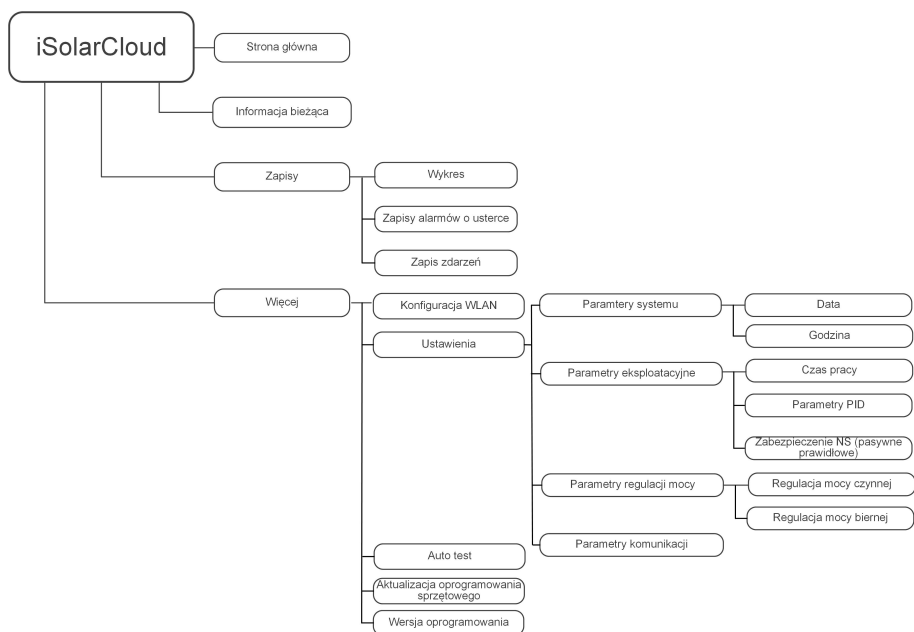 iSolarCloud
Strona główna
Informacja bieżąca
Zapisy
Wykres
Zapisy alarmów o usterce
Zapis zdarzeń
Więcej
Konfiguracja WLAN
Ustawienia
Paramtery systemu
Data
Godzina
Parametry eksploatacyjne
Czas pracy
Parametry PID
Zabezpieczenie NS (pasywne
prawidłowe)
Parametry regulacji mocy
Regulacja mocy czynnej
Regulacja mocy biernej
Parametry komunikacji
Auto test
Aktualizacja oprogramowania
sprzętowego
Wersja oprogramowania